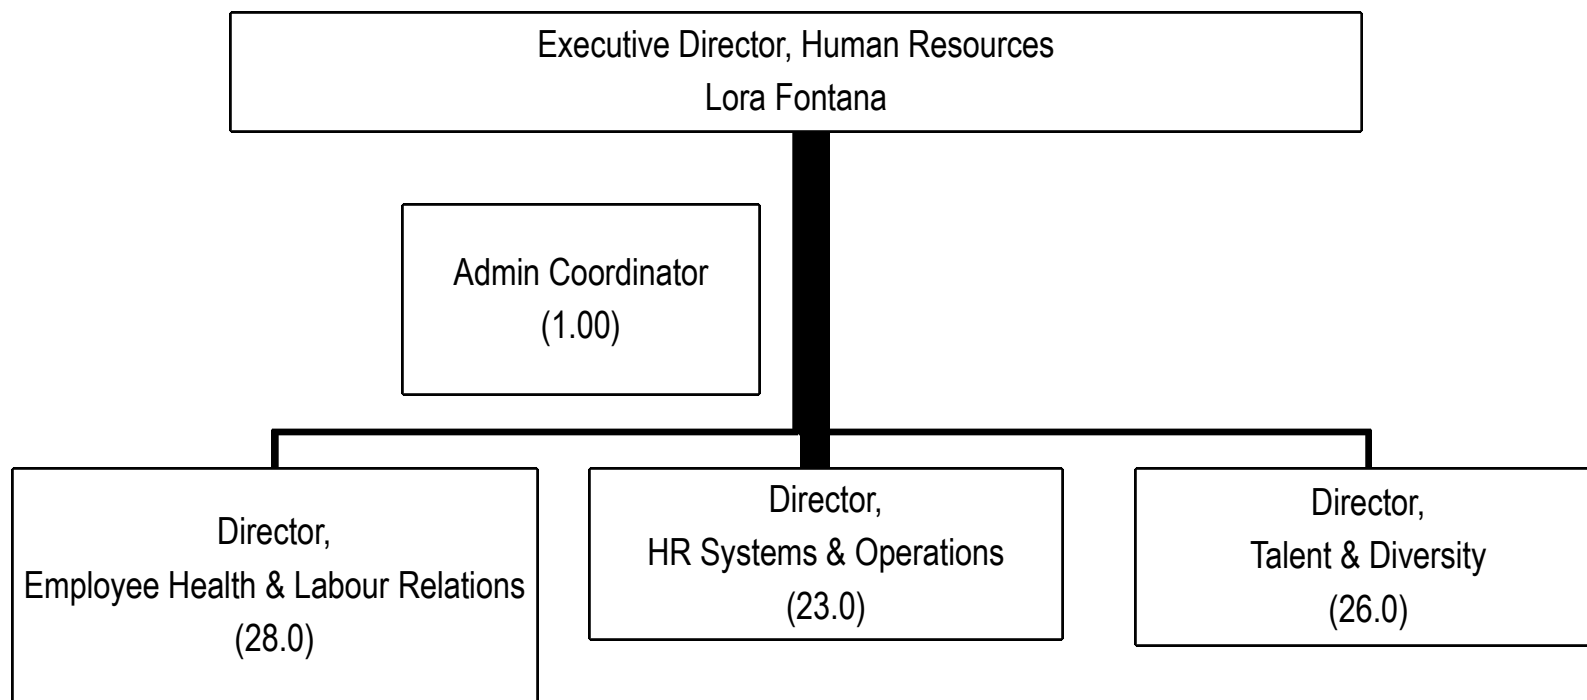 Executive Director, Human Resources
Lora Fontana
Admin Coordinator
(1.00)
Director,
Employee Health & Labour Relations
(28.0)
Director,
HR Systems & Operations
(23.0)
Director,
Talent & Diversity
(26.0)